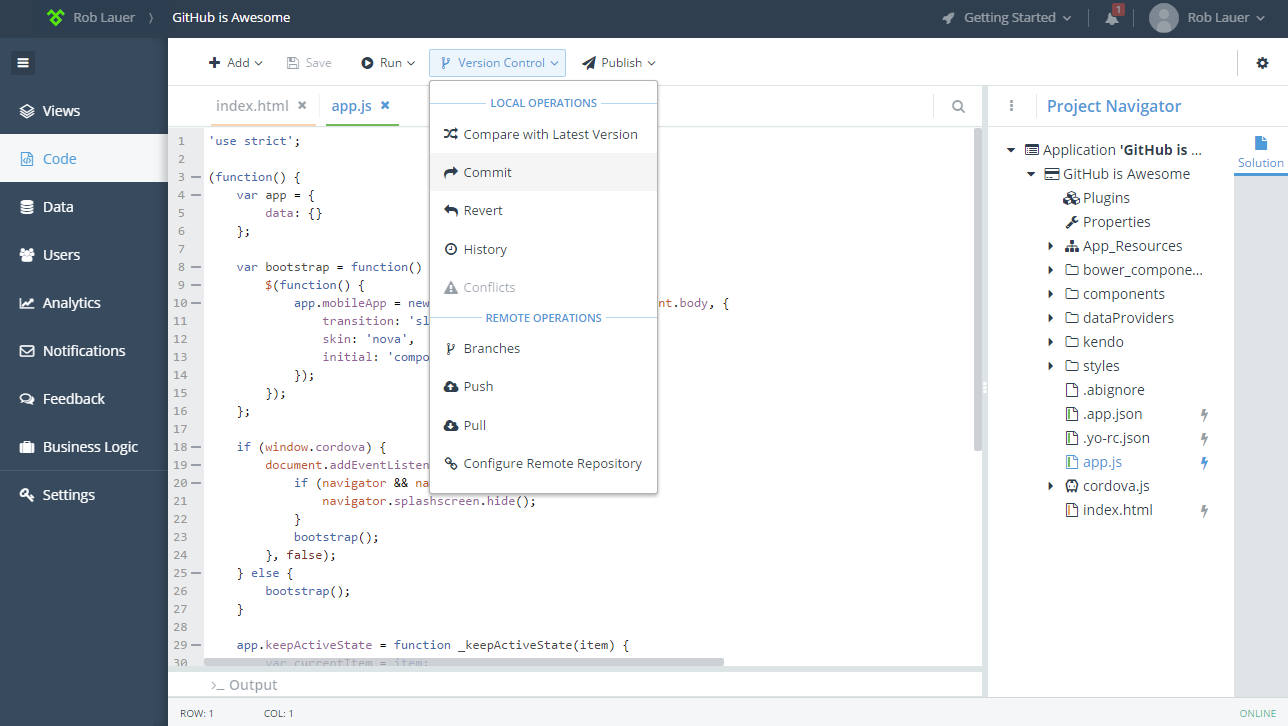 Rob Lauer 〉 GitHub is Awesome
Getting Started
1
Rob Lauer
Add
Save
Run
Version Control
Publish
Views
Code
Data
Users
Analytics
Notifications
Feedback
Business Logic
Settings
index.html ×
app.js ×
1 'use strict';
2
3 (function() {
4 var app = {
5 data: {}
6 };
7
8 var bootstrap = function()
9 $(function() {
10 app.mobileApp = new nt.body, {
11 transition: 'sl
12 skin: 'nova',
13 initial: 'compo
14 });
15 });
16 };
17
18 if (window.cordova) {
19 document.addEventListen
20 if (navigator && na
21 navigator.splashscreen.hide();
22 }
23 bootstrap();
24 }, false);
25 } else {
26 bootstrap();
27 }
28
29 app.keepActiveState = function _keepActiveState(item) {
30 var currentItem = item;
LOCAL OPERATIONS
Compare with Latest Version
Commit
Revert
History
Conflicts
REMOTE OPERATIONS
Branches
Push
Pull
Configure Remote Repository
>_ Output
ROW: 1 COL: 1
ONLINE
Project Navigator
Application 'GitHub is ...
GitHub is Awesome
Plugins
Properties
App_Resources
bower_compone...
components
dataProviders
kendo
styles
.abignore
.app.json
.yo-rc.json
app.js
cordova.js
index.html
Solution